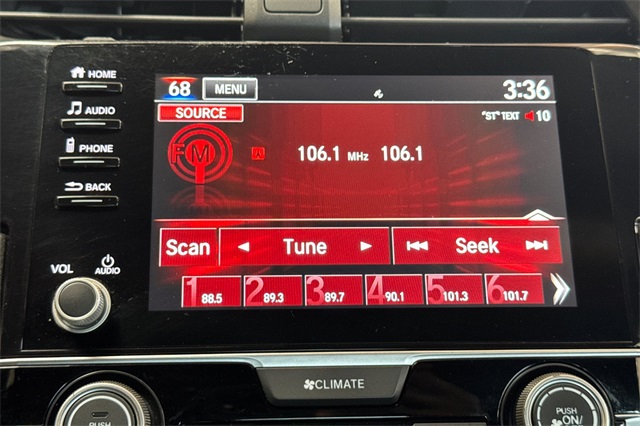 HOME
AUDIO
PHONE
BACK
VOL
AUDIO
68 MENU 3:36
SOURCE "ST" TEXT 10
FM 106.1 MHz 106.1
Scan Tune Seek
1 88.5 2 89.3 3 89.7 4 90.1 5 101.3 6 101.7
CLIMATE
PUSH PUSH
ON/